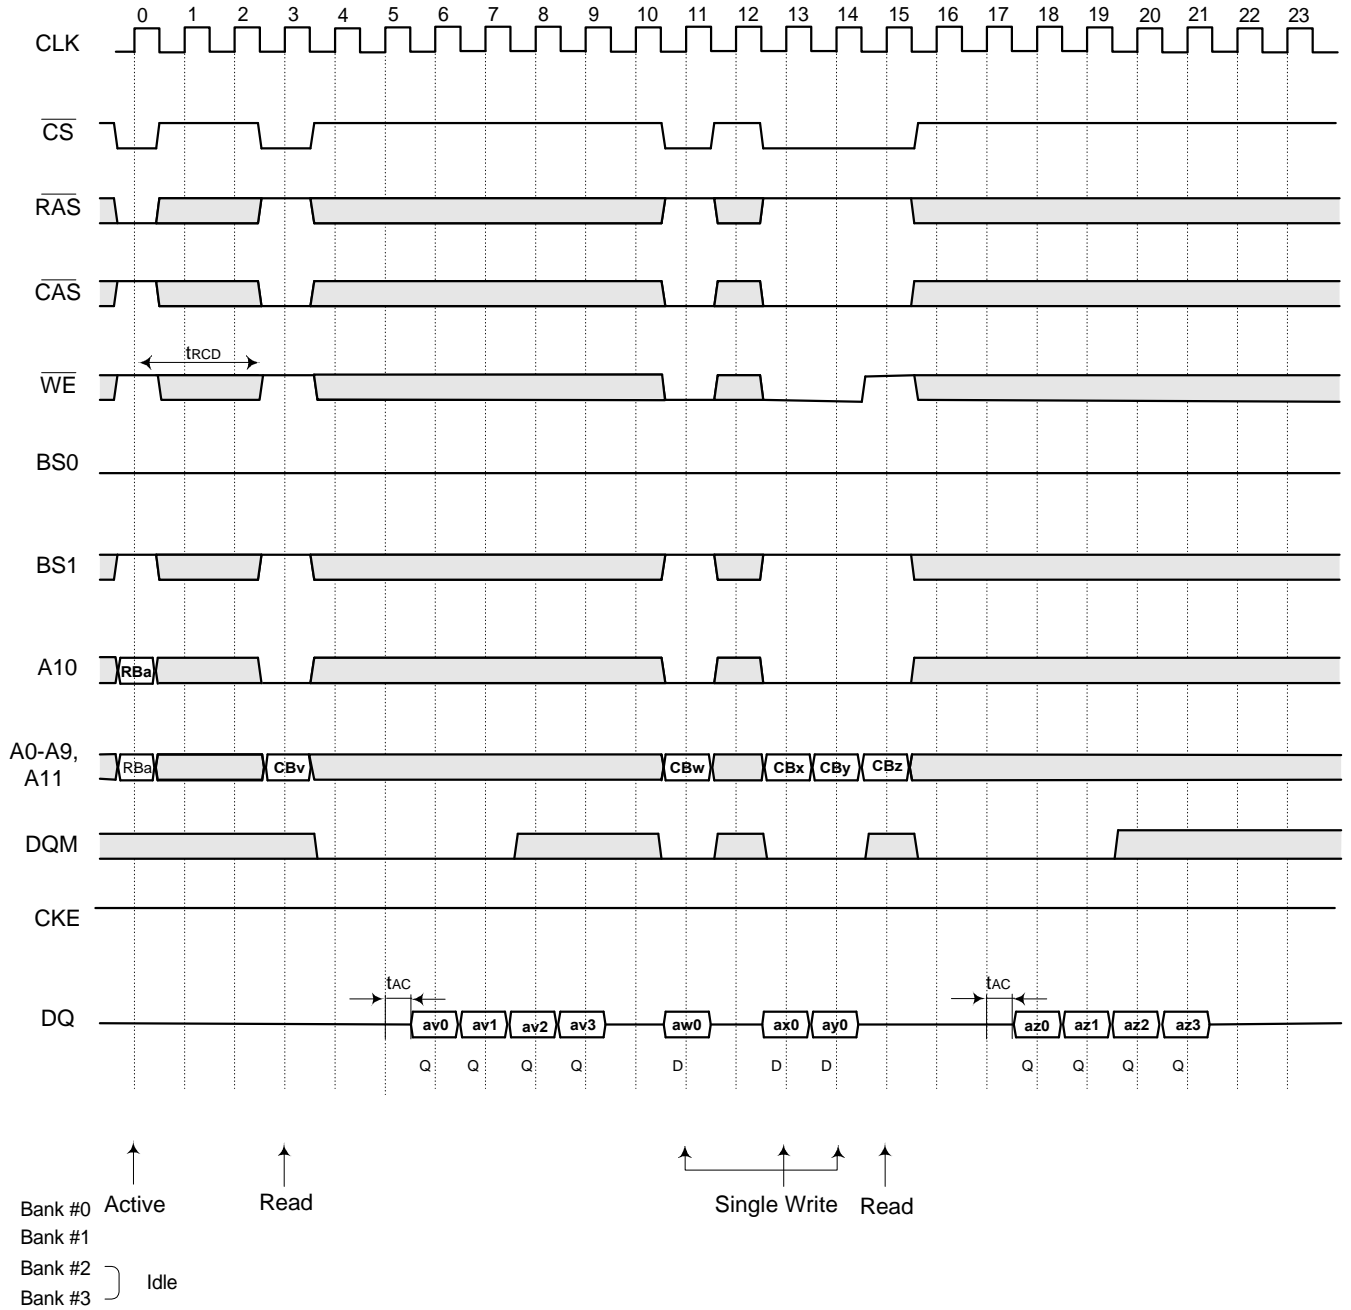 0 1 2 3 4 5 6 7 8 9 10 11 12 13 14 15 16 17 18 19 20 21 22 23
CLK
CS
RAS
CAS
tRCD
WE
BS0
BS1
A10 RBa
A0-A9, A11 RBa CBv CBw CBx CBy CBz
DQM
CKE
tAC tAC
DQ av0 av1 av2 av3 aw0 ax0 ay0 az0 az1 az2 az3
Q Q Q Q D D D Q Q Q Q
Active Read Single Write Read
Bank #0
Bank #1
Bank #2
Idle
Bank #3